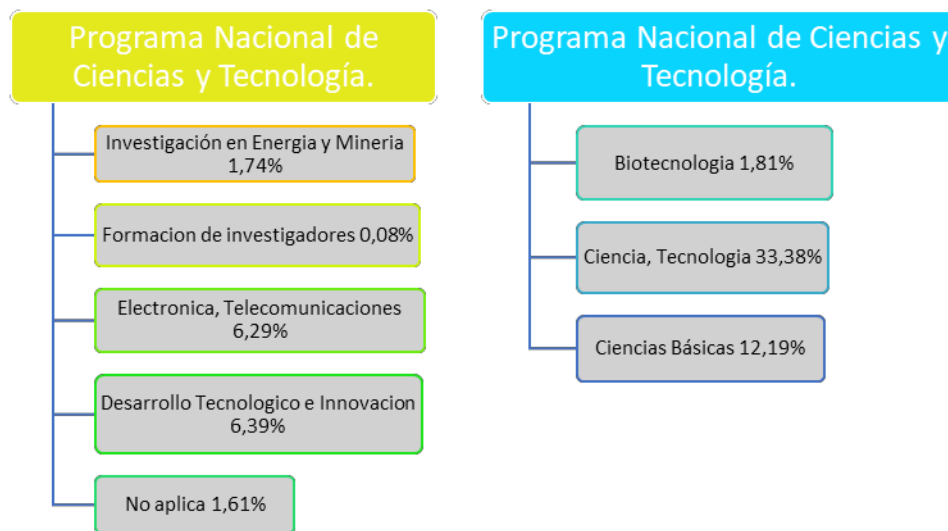 Programa Nacional de
Ciencias y Tecnología.
Investigación en Energia y Mineria
1,74%
Formacion de investigadores 0,08%
Electronica, Telecomunicaciones
6,29%
Desarrollo Tecnologico e Innovacion
6,39%
No aplica 1,61%
Programa Nacional de Ciencias y
Tecnología.
Biotecnologia 1,81%
Ciencia, Tecnologia 33,38%
Ciencias Básicas 12,19%